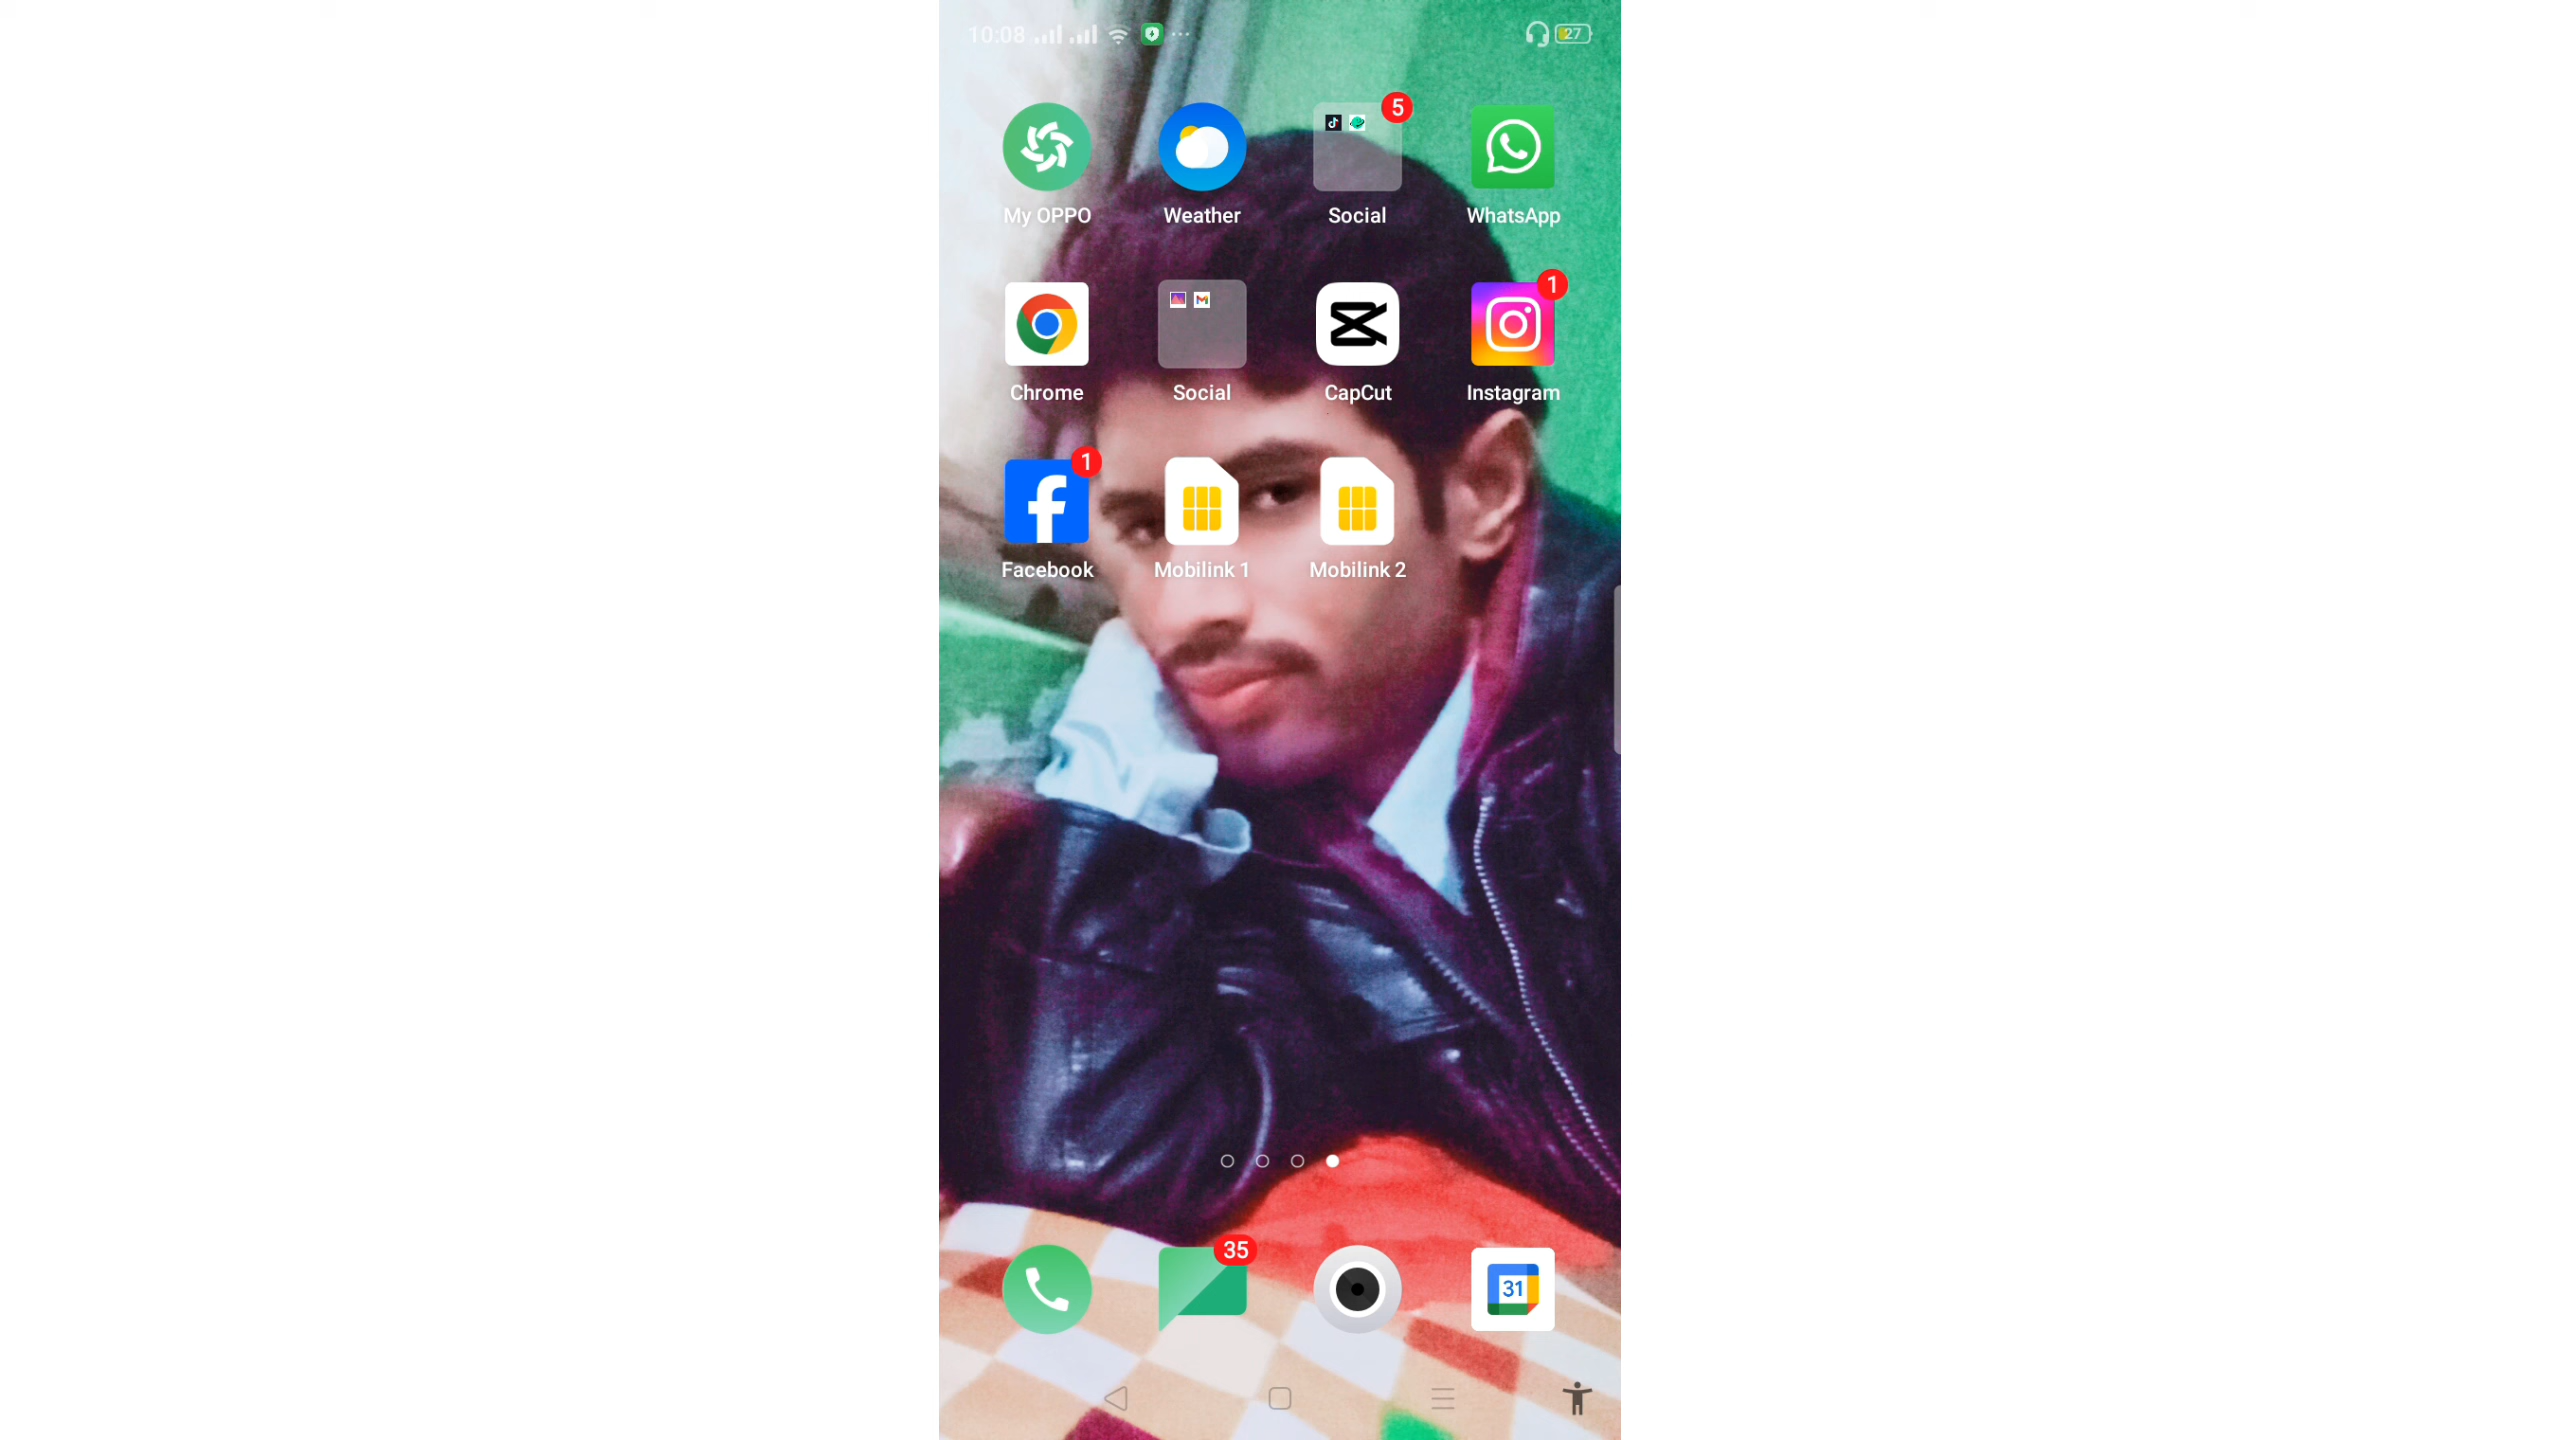 10:08 27
5
My OPPO Weather Social WhatsApp
1
Chrome Social CapCut Instagram
1
Facebook Mobilink 1 Mobilink 2
35
31